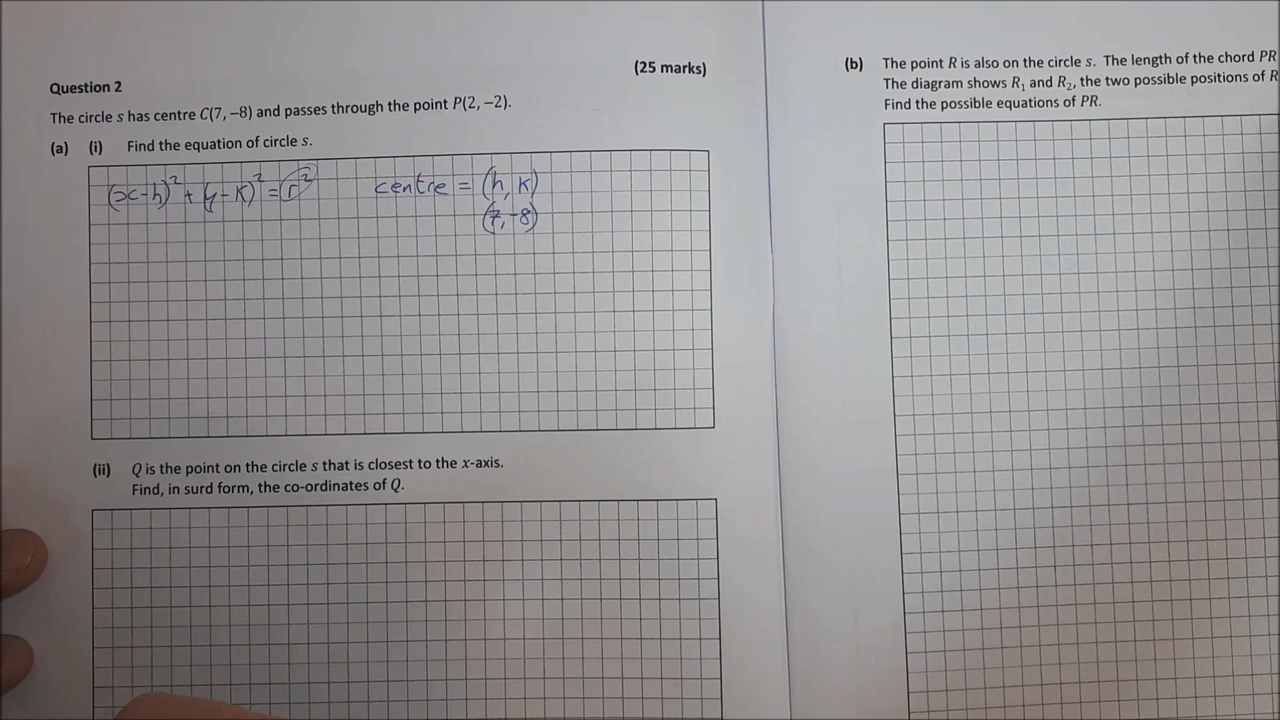 (25 marks)
Question 2
The circle s has centre C(7, –8) and passes through the point P(2, –2).
(a) (i) Find the equation of circle s.
(x-h)² + (y-k)² = r²
centre = (h, k)
(7, -8)
(ii) Q is the point on the circle s that is closest to the x-axis.
Find, in surd form, the co-ordinates of Q.
(b) The point R is also on the circle s. The length of the chord PR
The diagram shows R₁ and R₂, the two possible positions of R
Find the possible equations of PR.